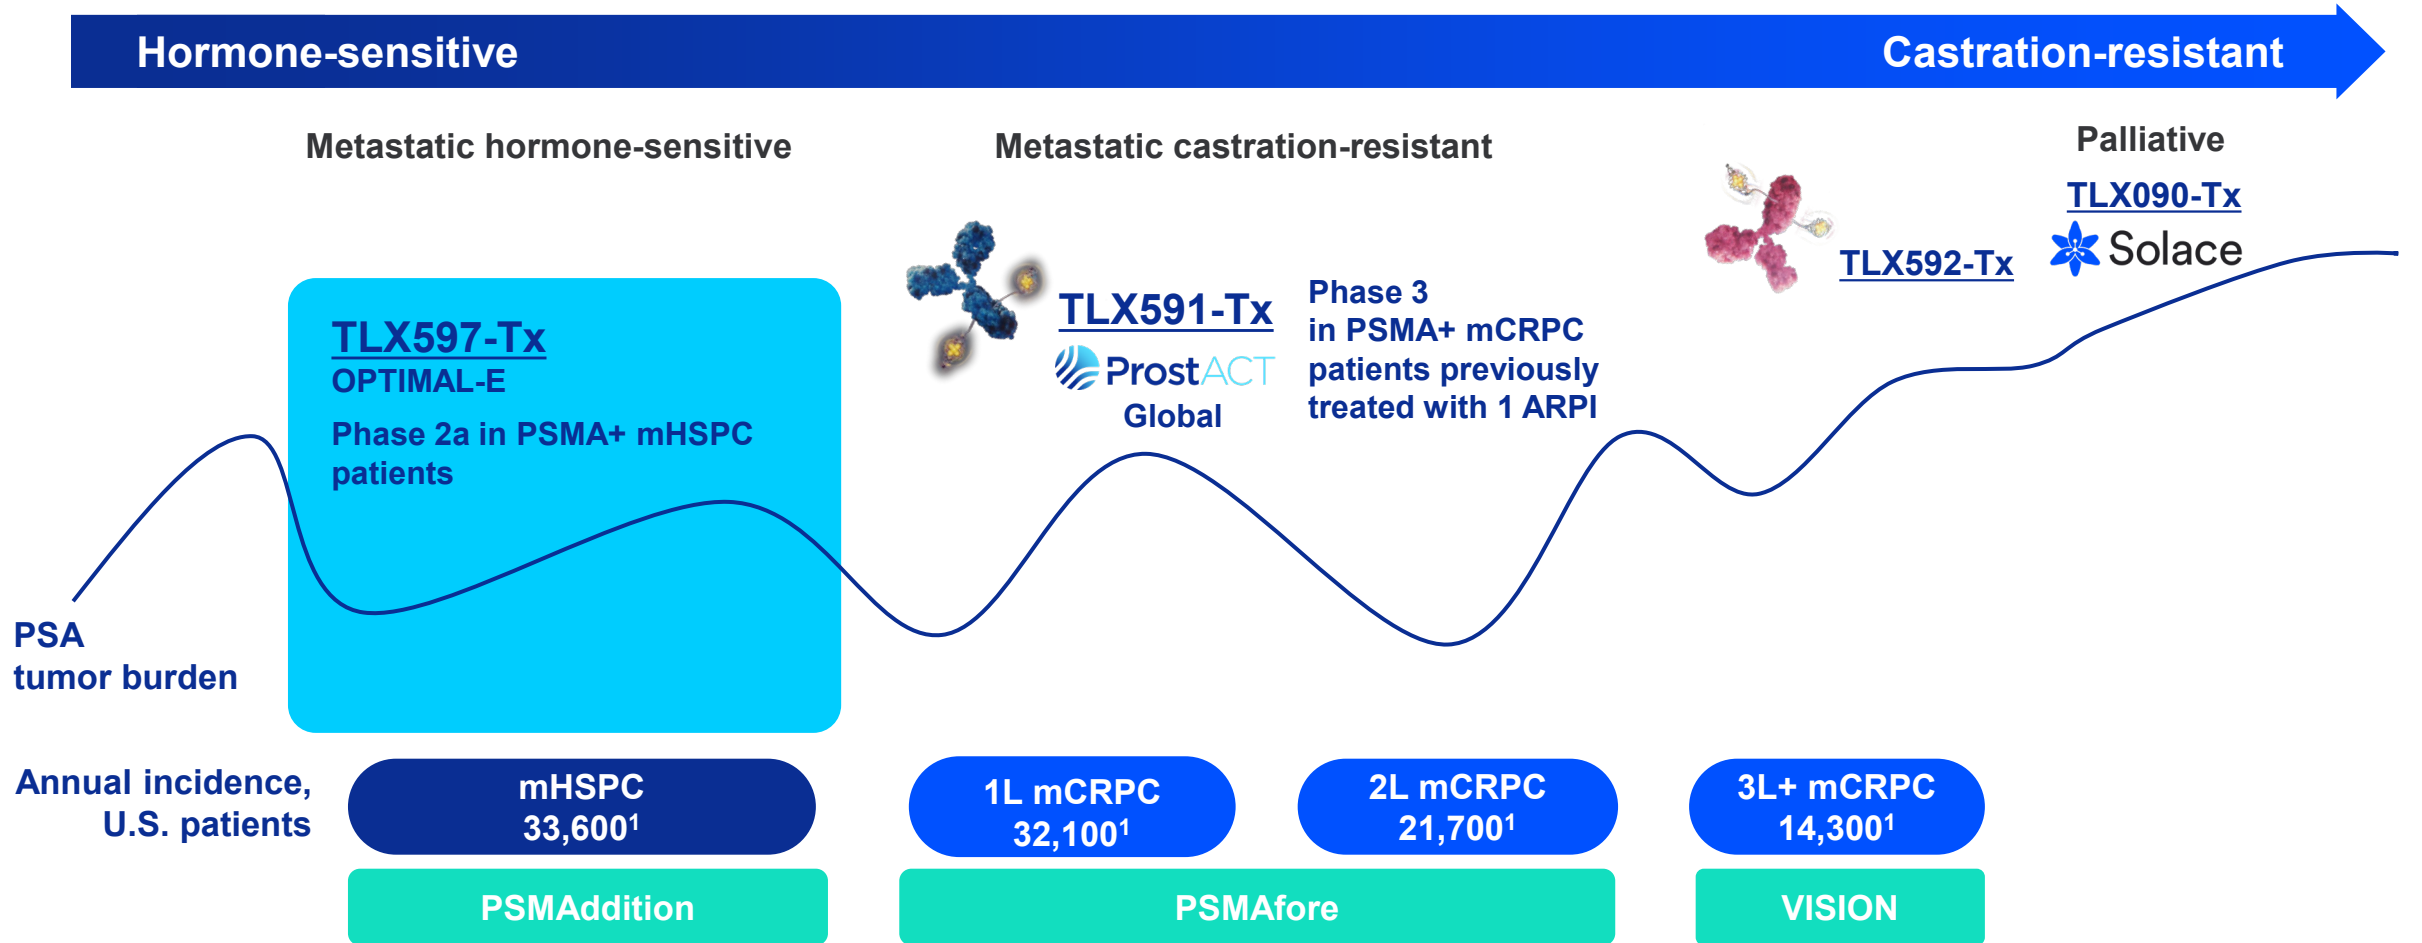 Hormone-sensitive
Castration-resistant
Metastatic hormone-sensitive
Metastatic castration-resistant
Palliative
TLX090-Tx
Solace
TLX592-Tx
TLX597-Tx
OPTIMAL-E
Phase 2a in PSMA+ mHSPC
patients
TLX591-Tx
ProstACT
Global
Phase 3
in PSMA+ mCRPC
patients previously
treated with 1 ARPI
PSA
tumor burden
Annual incidence,
U.S. patients
mHSPC
33,600¹
1L mCRPC
32,100¹
2L mCRPC
21,700¹
3L+ mCRPC
14,300¹
PSMAddition
PSMAfore
VISION